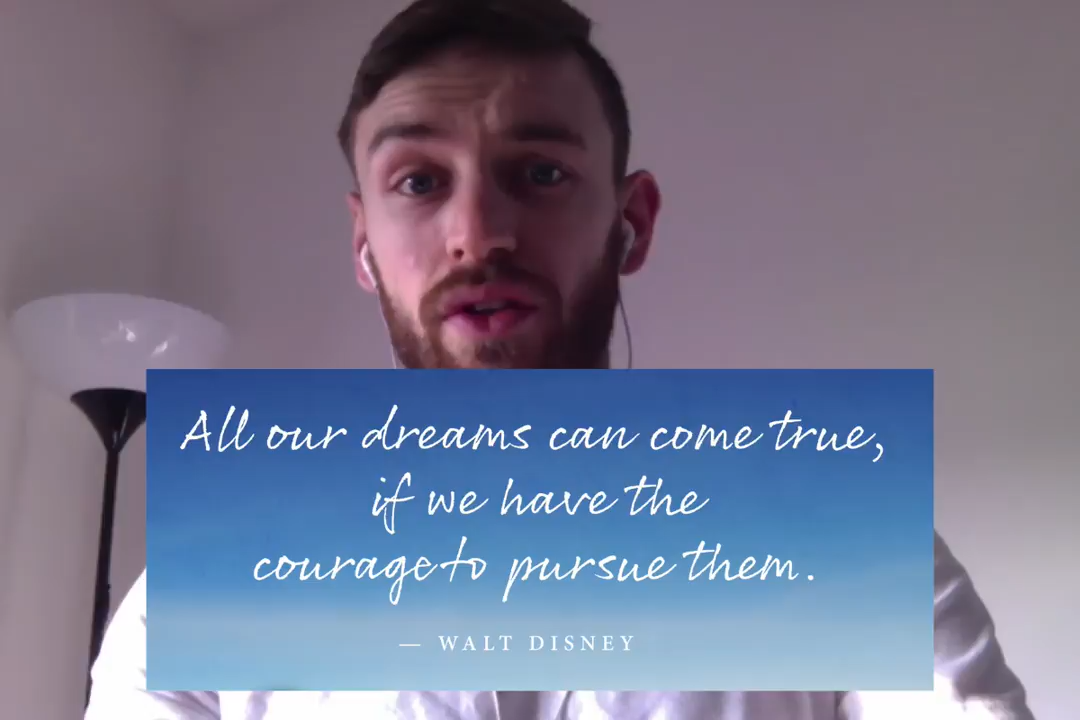 All our dreams can come true,
if we have the
courage to pursue them.
— WALT DISNEY